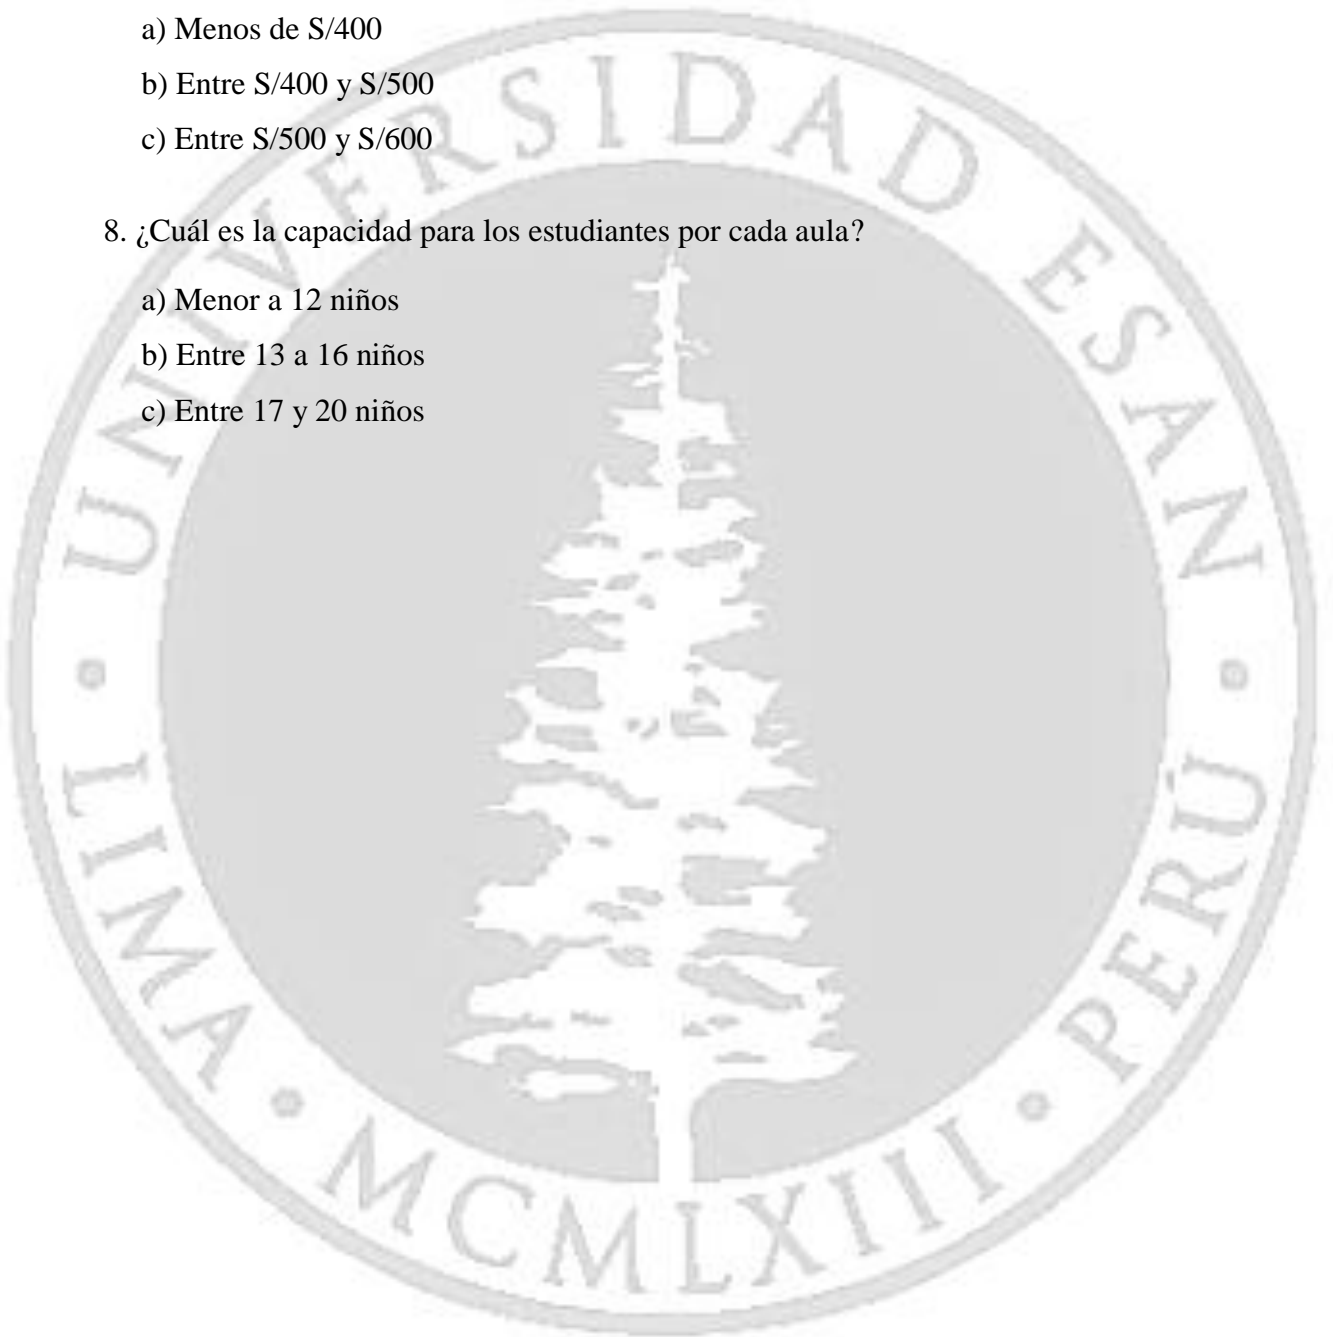 a) Menos de S/400
b) Entre S/400 y S/500
c) Entre S/500 y S/600
8. ¿Cuál es la capacidad para los estudiantes por cada aula?
a) Menor a 12 niños
b) Entre 13 a 16 niños
c) Entre 17 y 20 niños
UNIVERSIDAD ESAN
LIMA • MCMLXIII • PERÚ